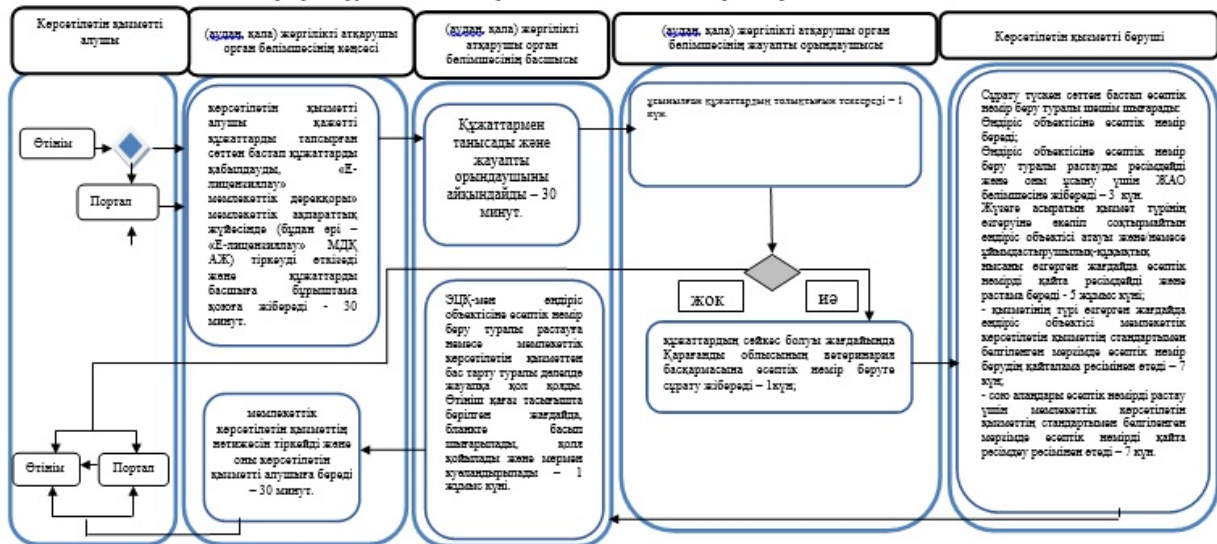 Көрсетілетін қызметті
алушы
(аудан, қала) жергілікті атқарушы
орган бөлімшесінің кеңсесі
(аудан, қала) жергілікті
атқарушы орган
бөлімшесінің басшысы
(аудан, қала) жергілікті атқарушы орган
бөлімшесінің жауапты орындаушысы
Көрсетілетін қызметті беруші
Өтінім
Портал
көрсетілетін қызметті
алушы қажетті
құжаттарды тапсырған
сәттен бастап құжаттарды
қабылдауды, «Е-
лицензиялау»
мемлекеттік дерекқоры»
мемлекеттік ақпараттық
жүйесінде (бұдан әрі –
«Е-лицензиялау» МДҚ
АЖ) тіркеуді өткізеді
және құжаттарды
басшыға бұрыштама
қоюға жібереді - 30
минут.
Құжаттармен
танысады және
жауапты
орындаушыны
айқындайды – 30
минут.
ұсынылған құжаттардың толықтығын тексереді – 1
күн.
жоқ
иә
құжаттардың сәйкес болуы жағдайында
Қарағанды облысының ветеринария
басқармасына есептік нөмір беруге
сұрату жібереді – 1күн;
Сұрату түскен сәттен бастап есептік
нөмір беру туралы шешім шығарады:
Өндіріс объектісіне есептік нөмір
береді;
Өндіріс объектісіне есептік нөмір
беру туралы растауды ресімдейді
және оны ұсыну үшін ЖАО
бөлімшесіне жібереді – 3 күн.
Жүзеге асыратын қызмет түрінің
өзгеруіне әкеліп соқтырмайтын
өндіріс объектісі атауы және/немесе
ұйымдастырушылық-құқықтық
нысаны өзгерген жағдайда есептік
нөмірді қайта ресімдейді және
растама береді - 5 жұмыс күні;
- қызметінің түрі өзгерген жағдайда
өндіріс объектісі мемлекеттік
көрсетілетін қызметтің стандартымен
белгіленген мерзімде есептік нөмір
берудің қайталама рәсімінен өтеді – 7
күн;
- сою алаңдары есептік нөмірді растау
үшін мемлекеттік көрсетілетін
қызметтің стандартымен белгіленген
мерзімде есептік нөмірді қайта
ресімдеу рәсімінен өтеді – 7 күн.
ЭЦҚ-мен өндіріс
объектісіне есептік нөмір
беру туралы растауға
немесе мемлекеттік
көрсетілетін қызметтен
бас тарту туралы дәлелде
жауапқа қол қояды.
Өтініш қағаз тасығышта
берілген жағдайда,
бланкте басып
шығарылады, қолы
қойылады және мөрмен
куәландырылады – 1
жұмыс күні.
мемлекеттік
көрсетілетін қызметтің
нәтижесін тіркейді және
оны көрсетілетін
қызметті алушыға береді
– 30 минут.
Өтінім
Портал